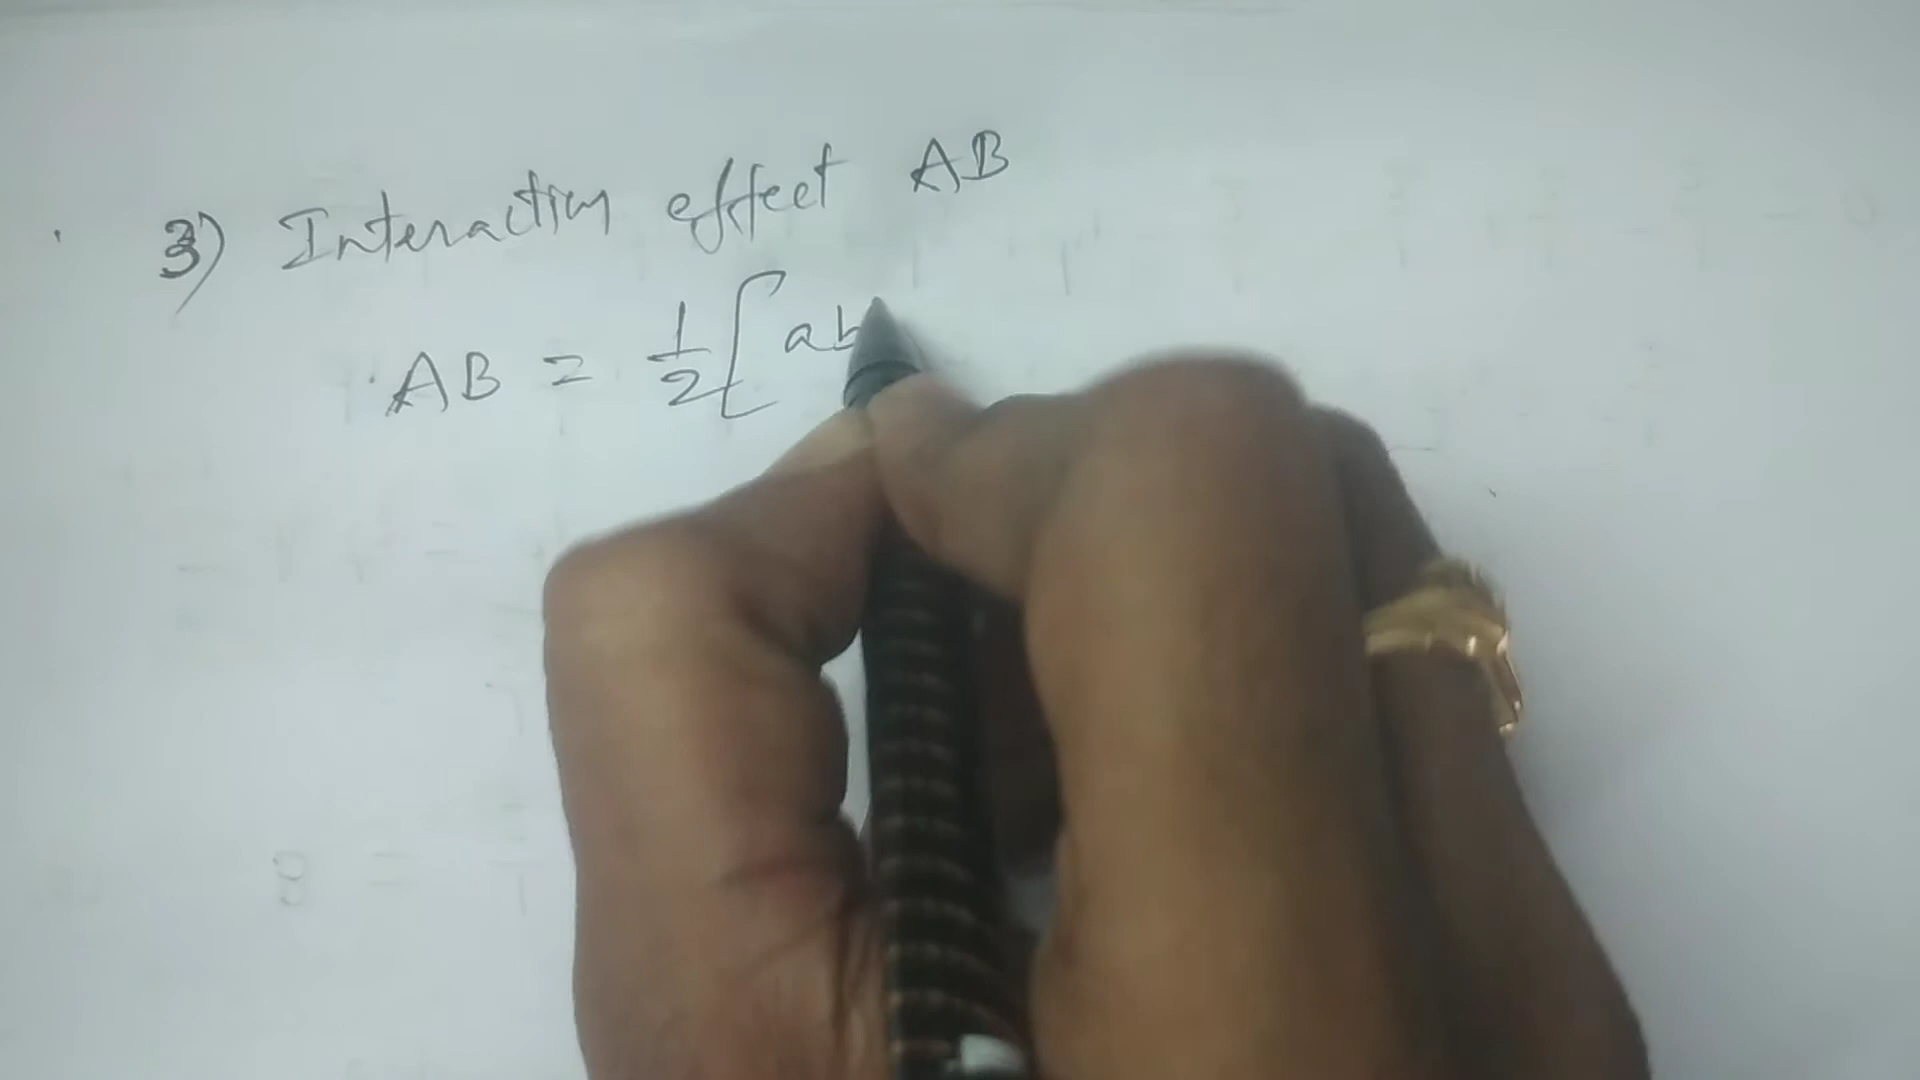 3) Interaction effect AB
AB = 1/2 [ab